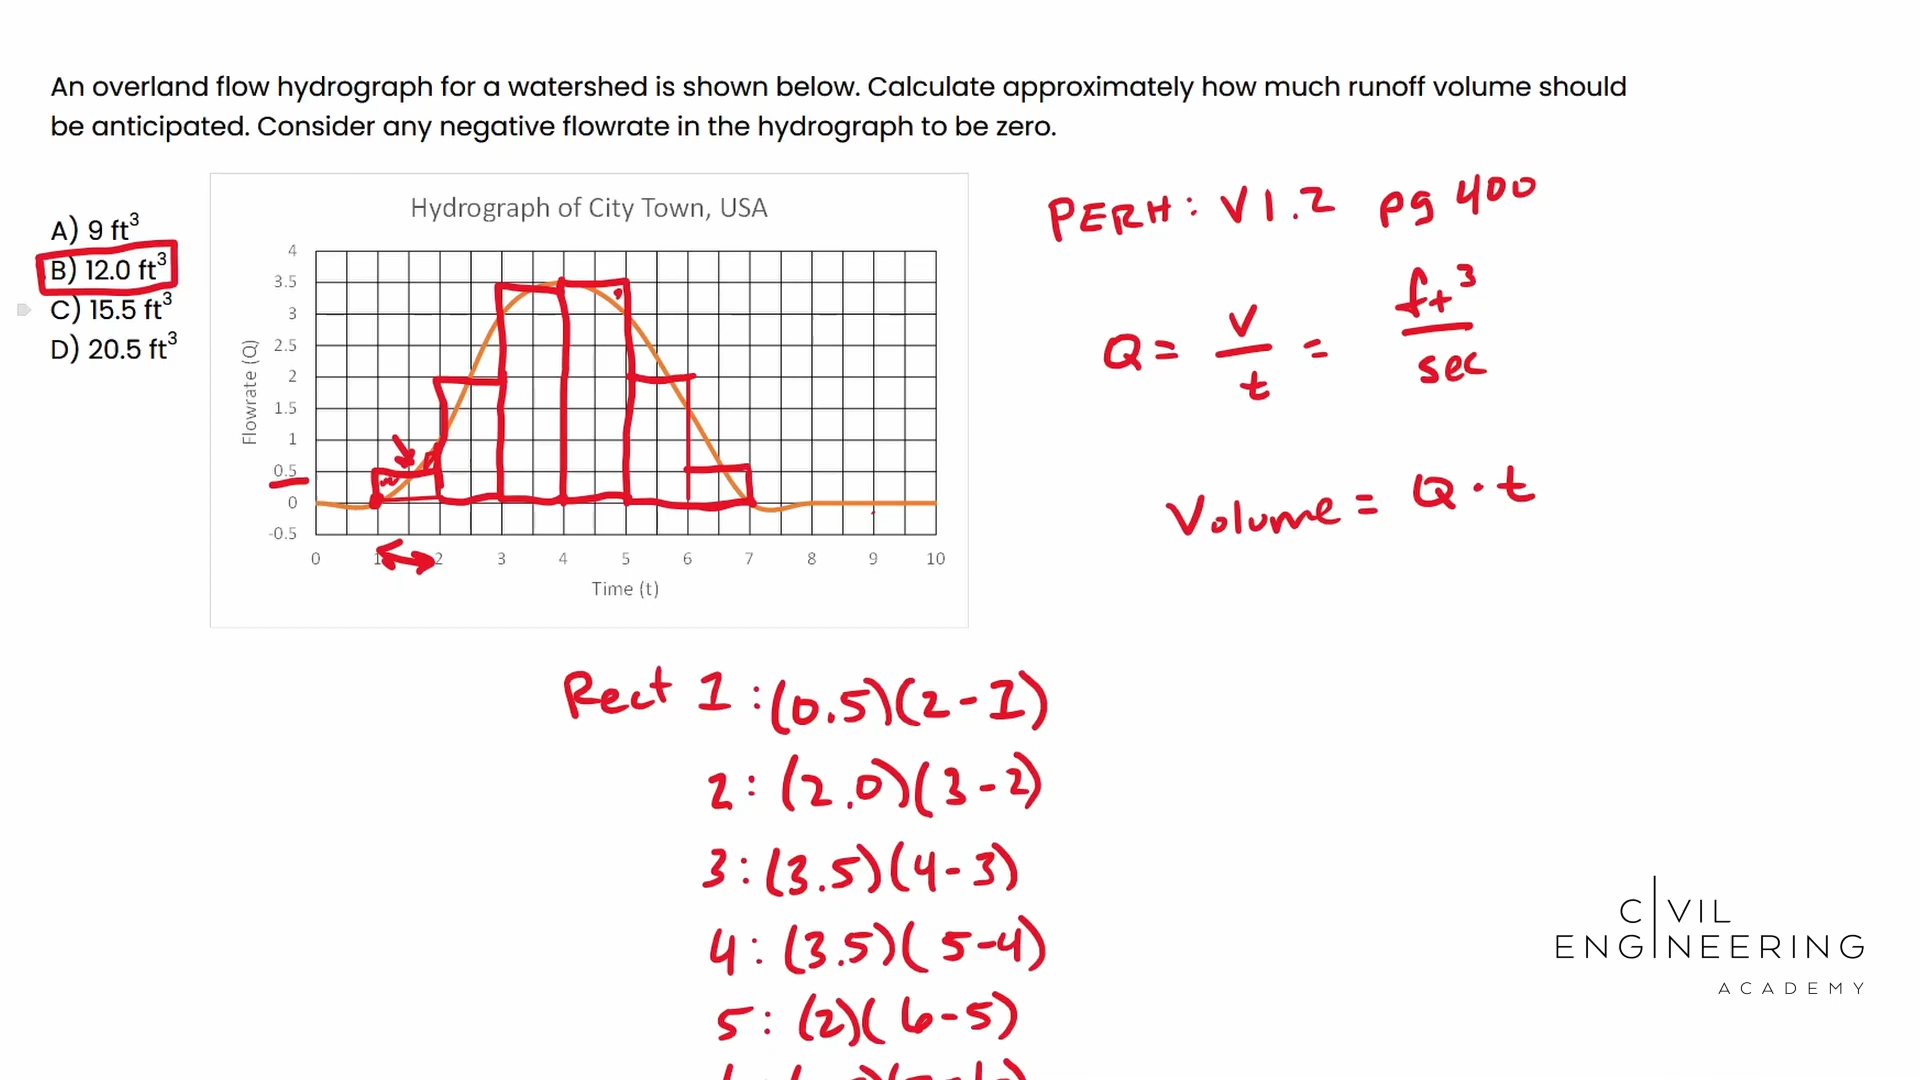 An overland flow hydrograph for a watershed is shown below. Calculate approximately how much runoff volume should
be anticipated. Consider any negative flowrate in the hydrograph to be zero.
A) 9 ft³
B) 12.0 ft³
C) 15.5 ft³
D) 20.5 ft³
Hydrograph of City Town, USA
4
3.5
3
2.5
2
1.5
1
0.5
0
-0.5
Flowrate (Q)
0 1 2 3 4 5 6 7 8 9 10
Time (t)
PERH: V1.2 pg 400
Q = V/t = ft³/sec
Volume = Q · t
Rect 1: (0.5)(2-1)
2: (2.0)(3-2)
3: (3.5)(4-3)
4: (3.5)(5-4)
5: (2)(6-5)
CIVIL
ENGINEERING
ACADEMY